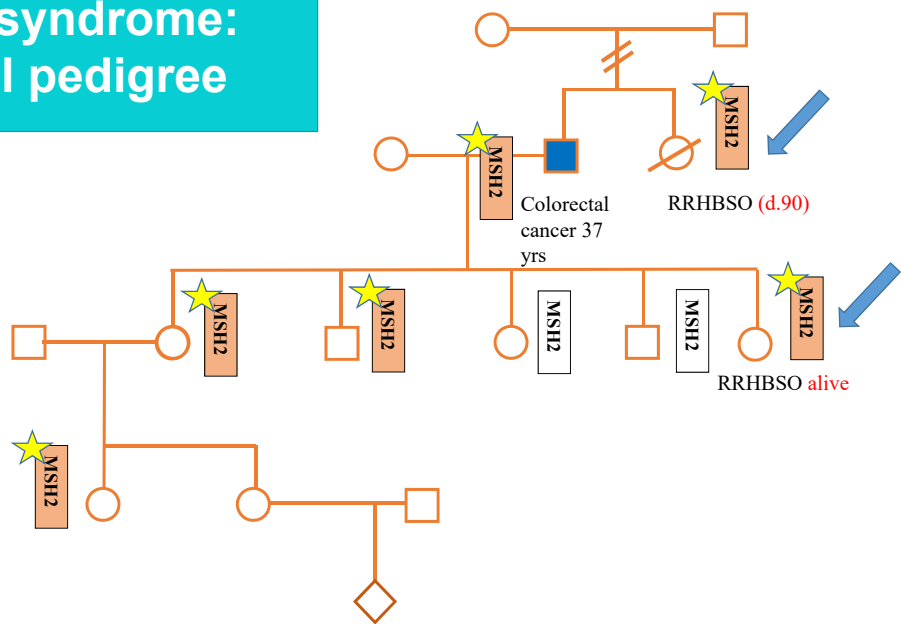 syndrome:
l pedigree
MSH2
MSH2
Colorectal
cancer 37
yrs
RRHBSO (d.90)
MSH2
MSH2
MSH2
MSH2
MSH2
RRHBSO alive
MSH2